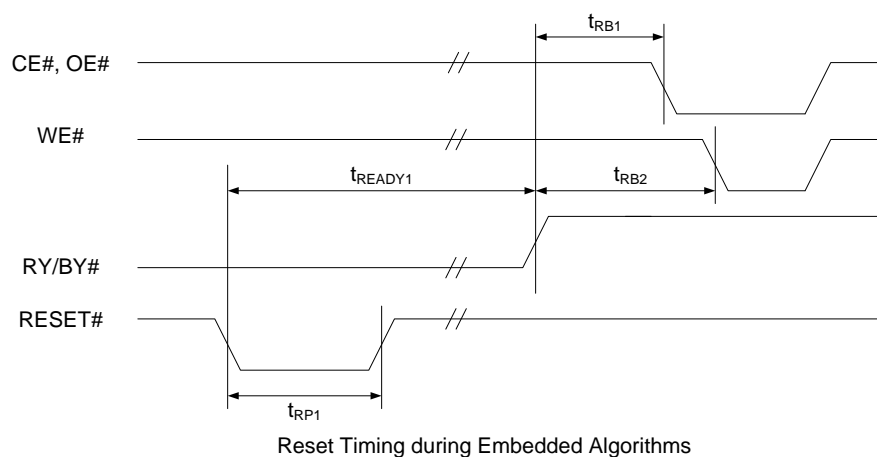 tRB1
CE#, OE#
WE#
tREADY1
tRB2
RY/BY#
RESET#
tRP1
Reset Timing during Embedded Algorithms